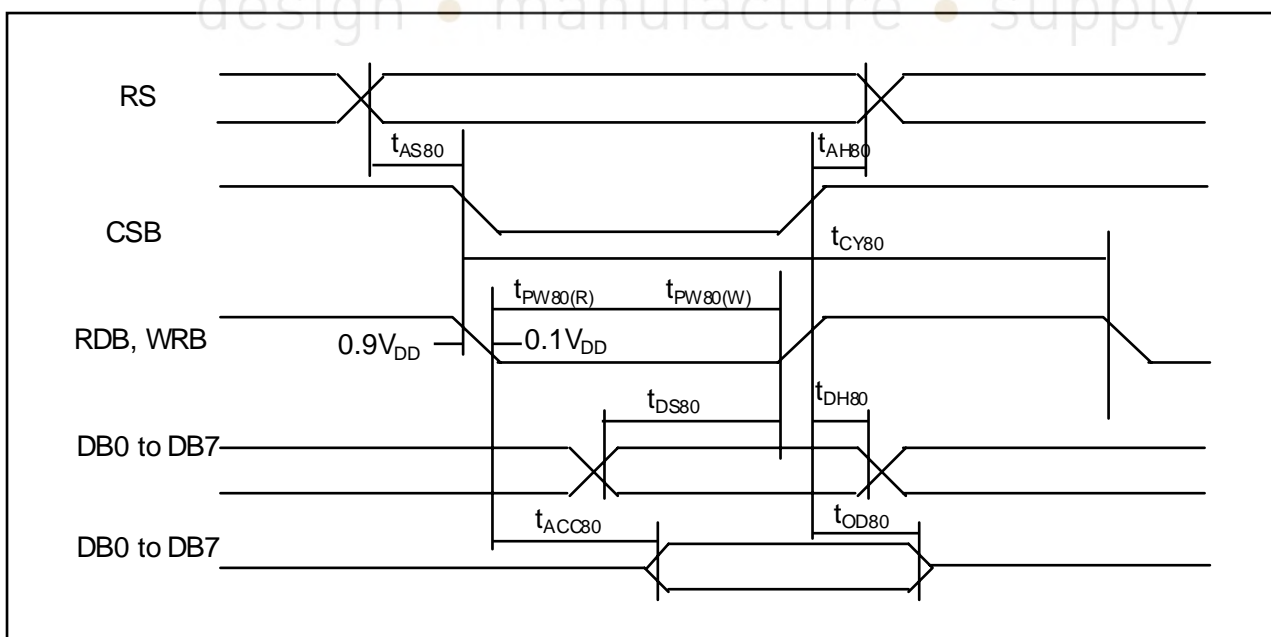 design • manufacture • supply
RS
tAS80
tAH80
CSB
tCY80
tPW80(R)
tPW80(W)
RDB, WRB
0.9VDD
0.1VDD
tDS80
tDH80
DB0 to DB7
tACC80
tOD80
DB0 to DB7